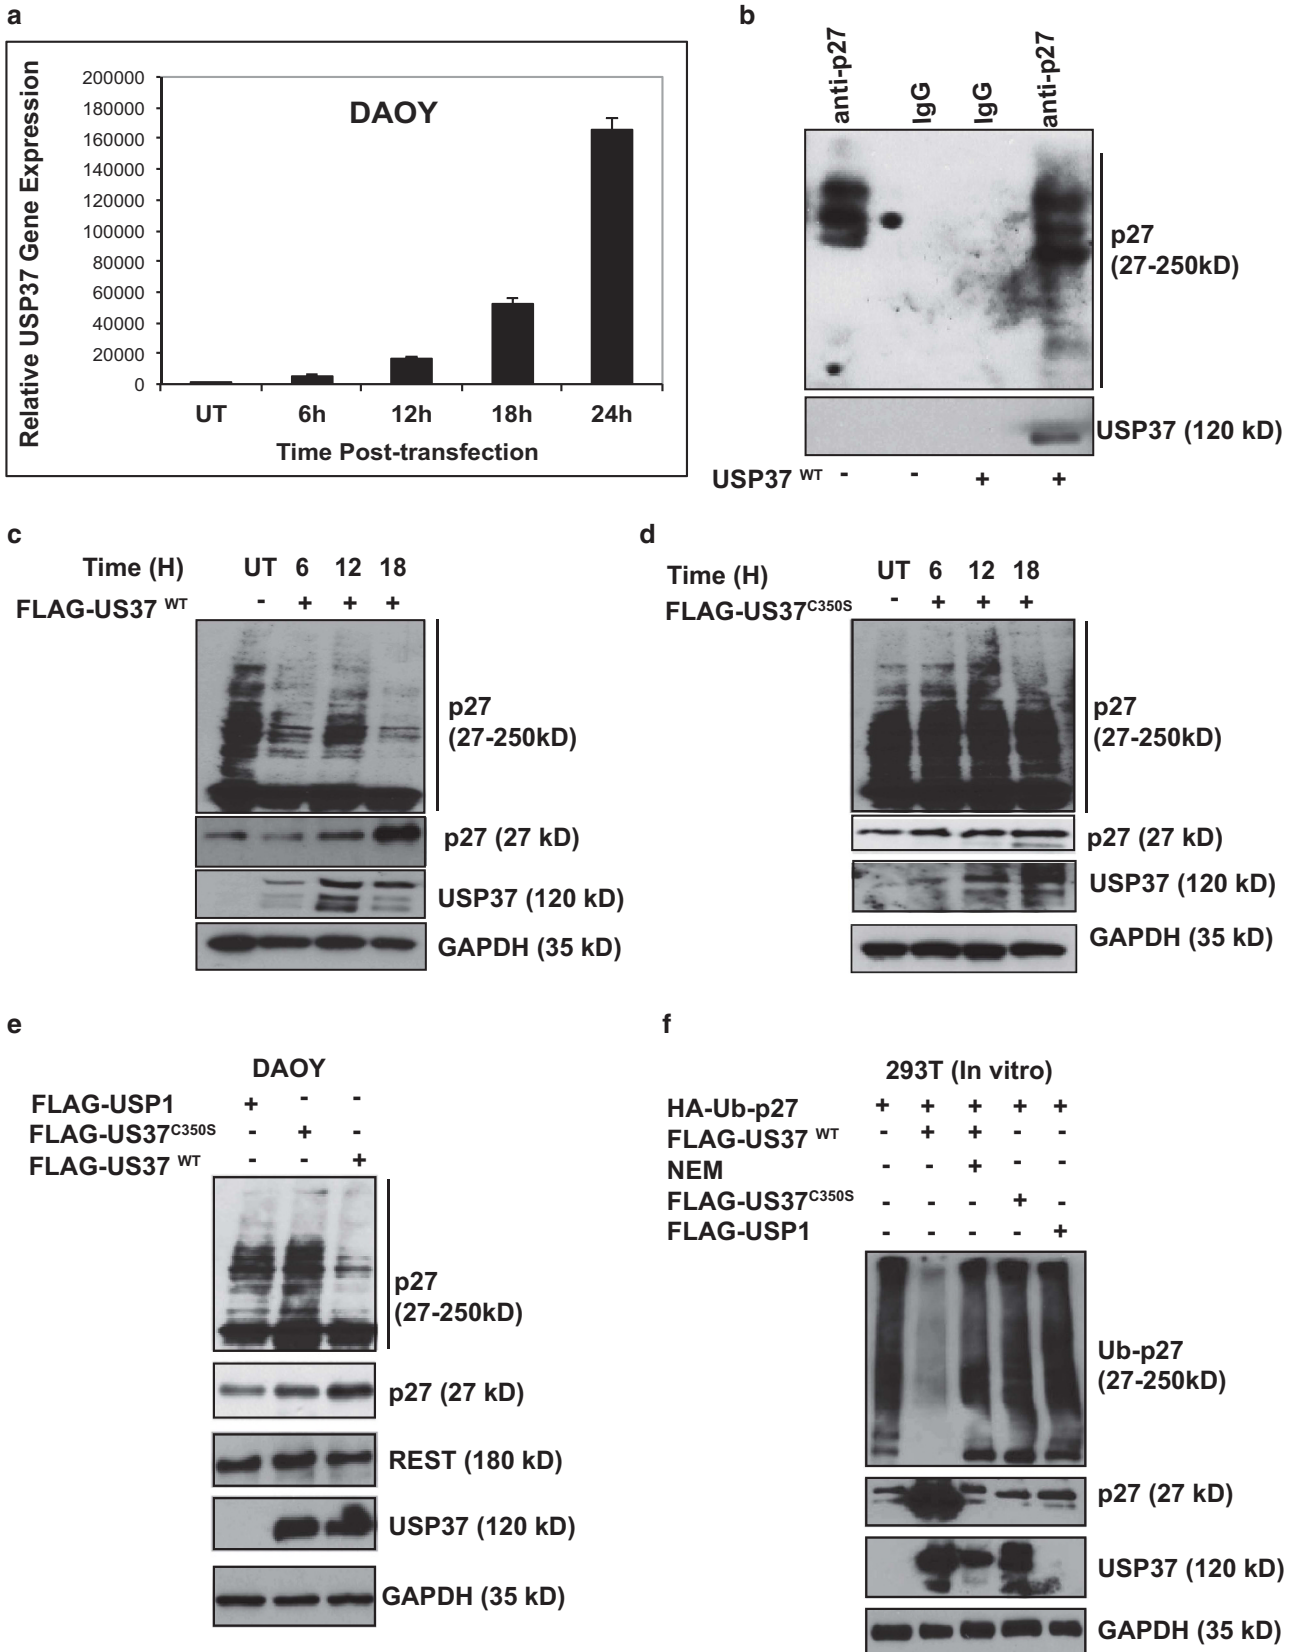 a
Relative USP37 Gene Expression
200000
180000
160000
140000
120000
100000
80000
60000
40000
20000
0
DAOY
UT 6h 12h 18h 24h
Time Post-transfection
b
anti-p27 IgG IgG anti-p27
p27
(27-250kD)
USP37 (120 kD)
USP37 WT - - + +
c
Time (H) UT 6 12 18
FLAG-US37 WT - + + +
p27
(27-250kD)
p27 (27 kD)
USP37 (120 kD)
GAPDH (35 kD)
d
Time (H) UT 6 12 18
FLAG-US37C350S - + + +
p27
(27-250kD)
p27 (27 kD)
USP37 (120 kD)
GAPDH (35 kD)
e
DAOY
FLAG-USP1 + - -
FLAG-US37C350S - + -
FLAG-US37 WT - - +
p27
(27-250kD)
p27 (27 kD)
REST (180 kD)
USP37 (120 kD)
GAPDH (35 kD)
f
293T (In vitro)
HA-Ub-p27 + + + + +
FLAG-US37 WT - + + - -
NEM - - + - -
FLAG-US37C350S - - - + -
FLAG-USP1 - - - - +
Ub-p27
(27-250kD)
p27 (27 kD)
USP37 (120 kD)
GAPDH (35 kD)